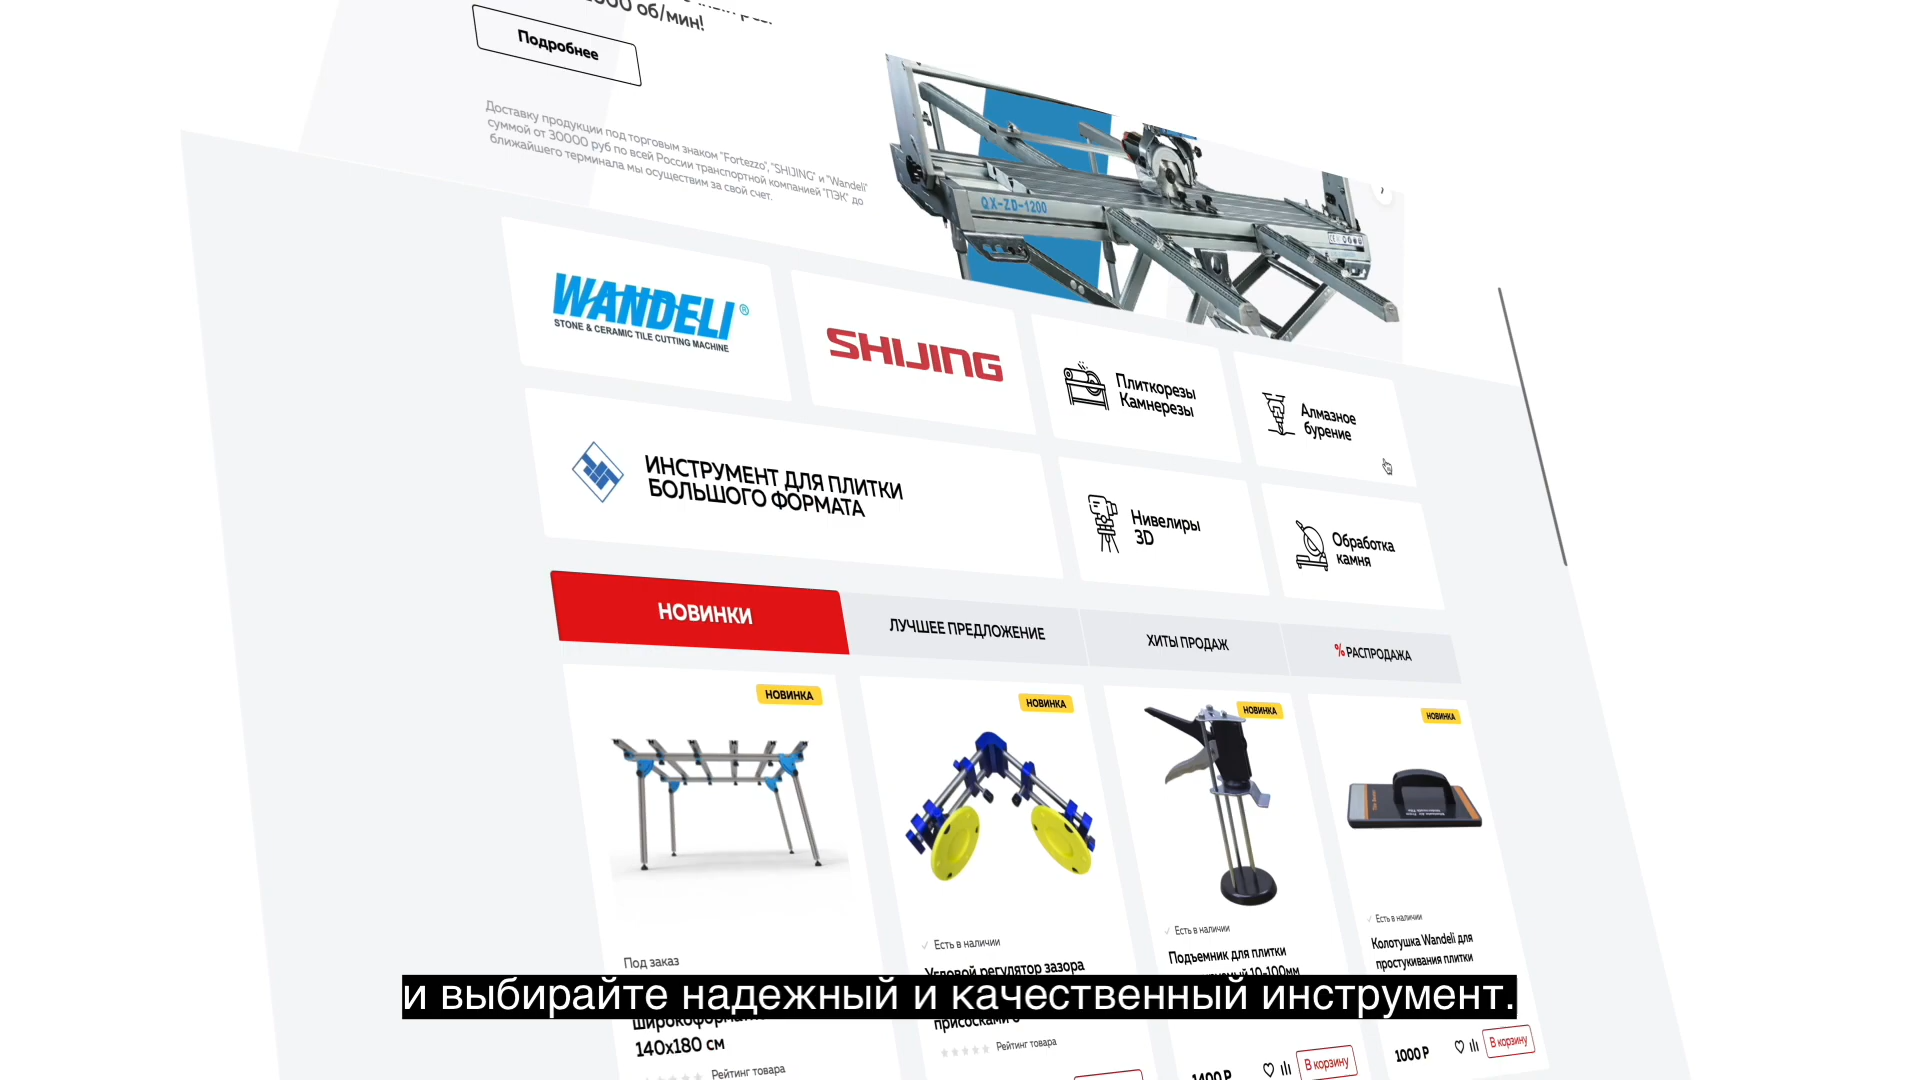 об/мин!
Подробнее
Доставку продукции под торговым знаком "Fortezzo", "SHIJING" и "Wandeli"
суммой от 30000 руб по всей России транспортной компанией "ПЭК" до
ближайшего терминала мы осуществим за свой счет.
QX-ZD-1200
WANDELI®
STONE & CERAMIC TILE CUTTING MACHINE
SHIJING
Плиткорезы
Камнерезы
Алмазное
бурение
ИНСТРУМЕНТ ДЛЯ ПЛИТКИ
БОЛЬШОГО ФОРМАТА
Нивелиры
3D
Обработка
камня
НОВИНКИ
ЛУЧШЕЕ ПРЕДЛОЖЕНИЕ
ХИТЫ ПРОДАЖ
% РАСПРОДАЖА
НОВИНКА
НОВИНКА
НОВИНКА
НОВИНКА
Под заказ
140х180 см
Рейтинг товара
Есть в наличии
Угловой регулятор зазора
присосками
Рейтинг товара
Есть в наличии
Подъемник для плитки
10-100мм
1400 Р
В корзину
Есть в наличии
Колотушка Wandeli для
простукивания плитки
1000 Р
В корзину
и выбирайте надежный и качественный инструмент.